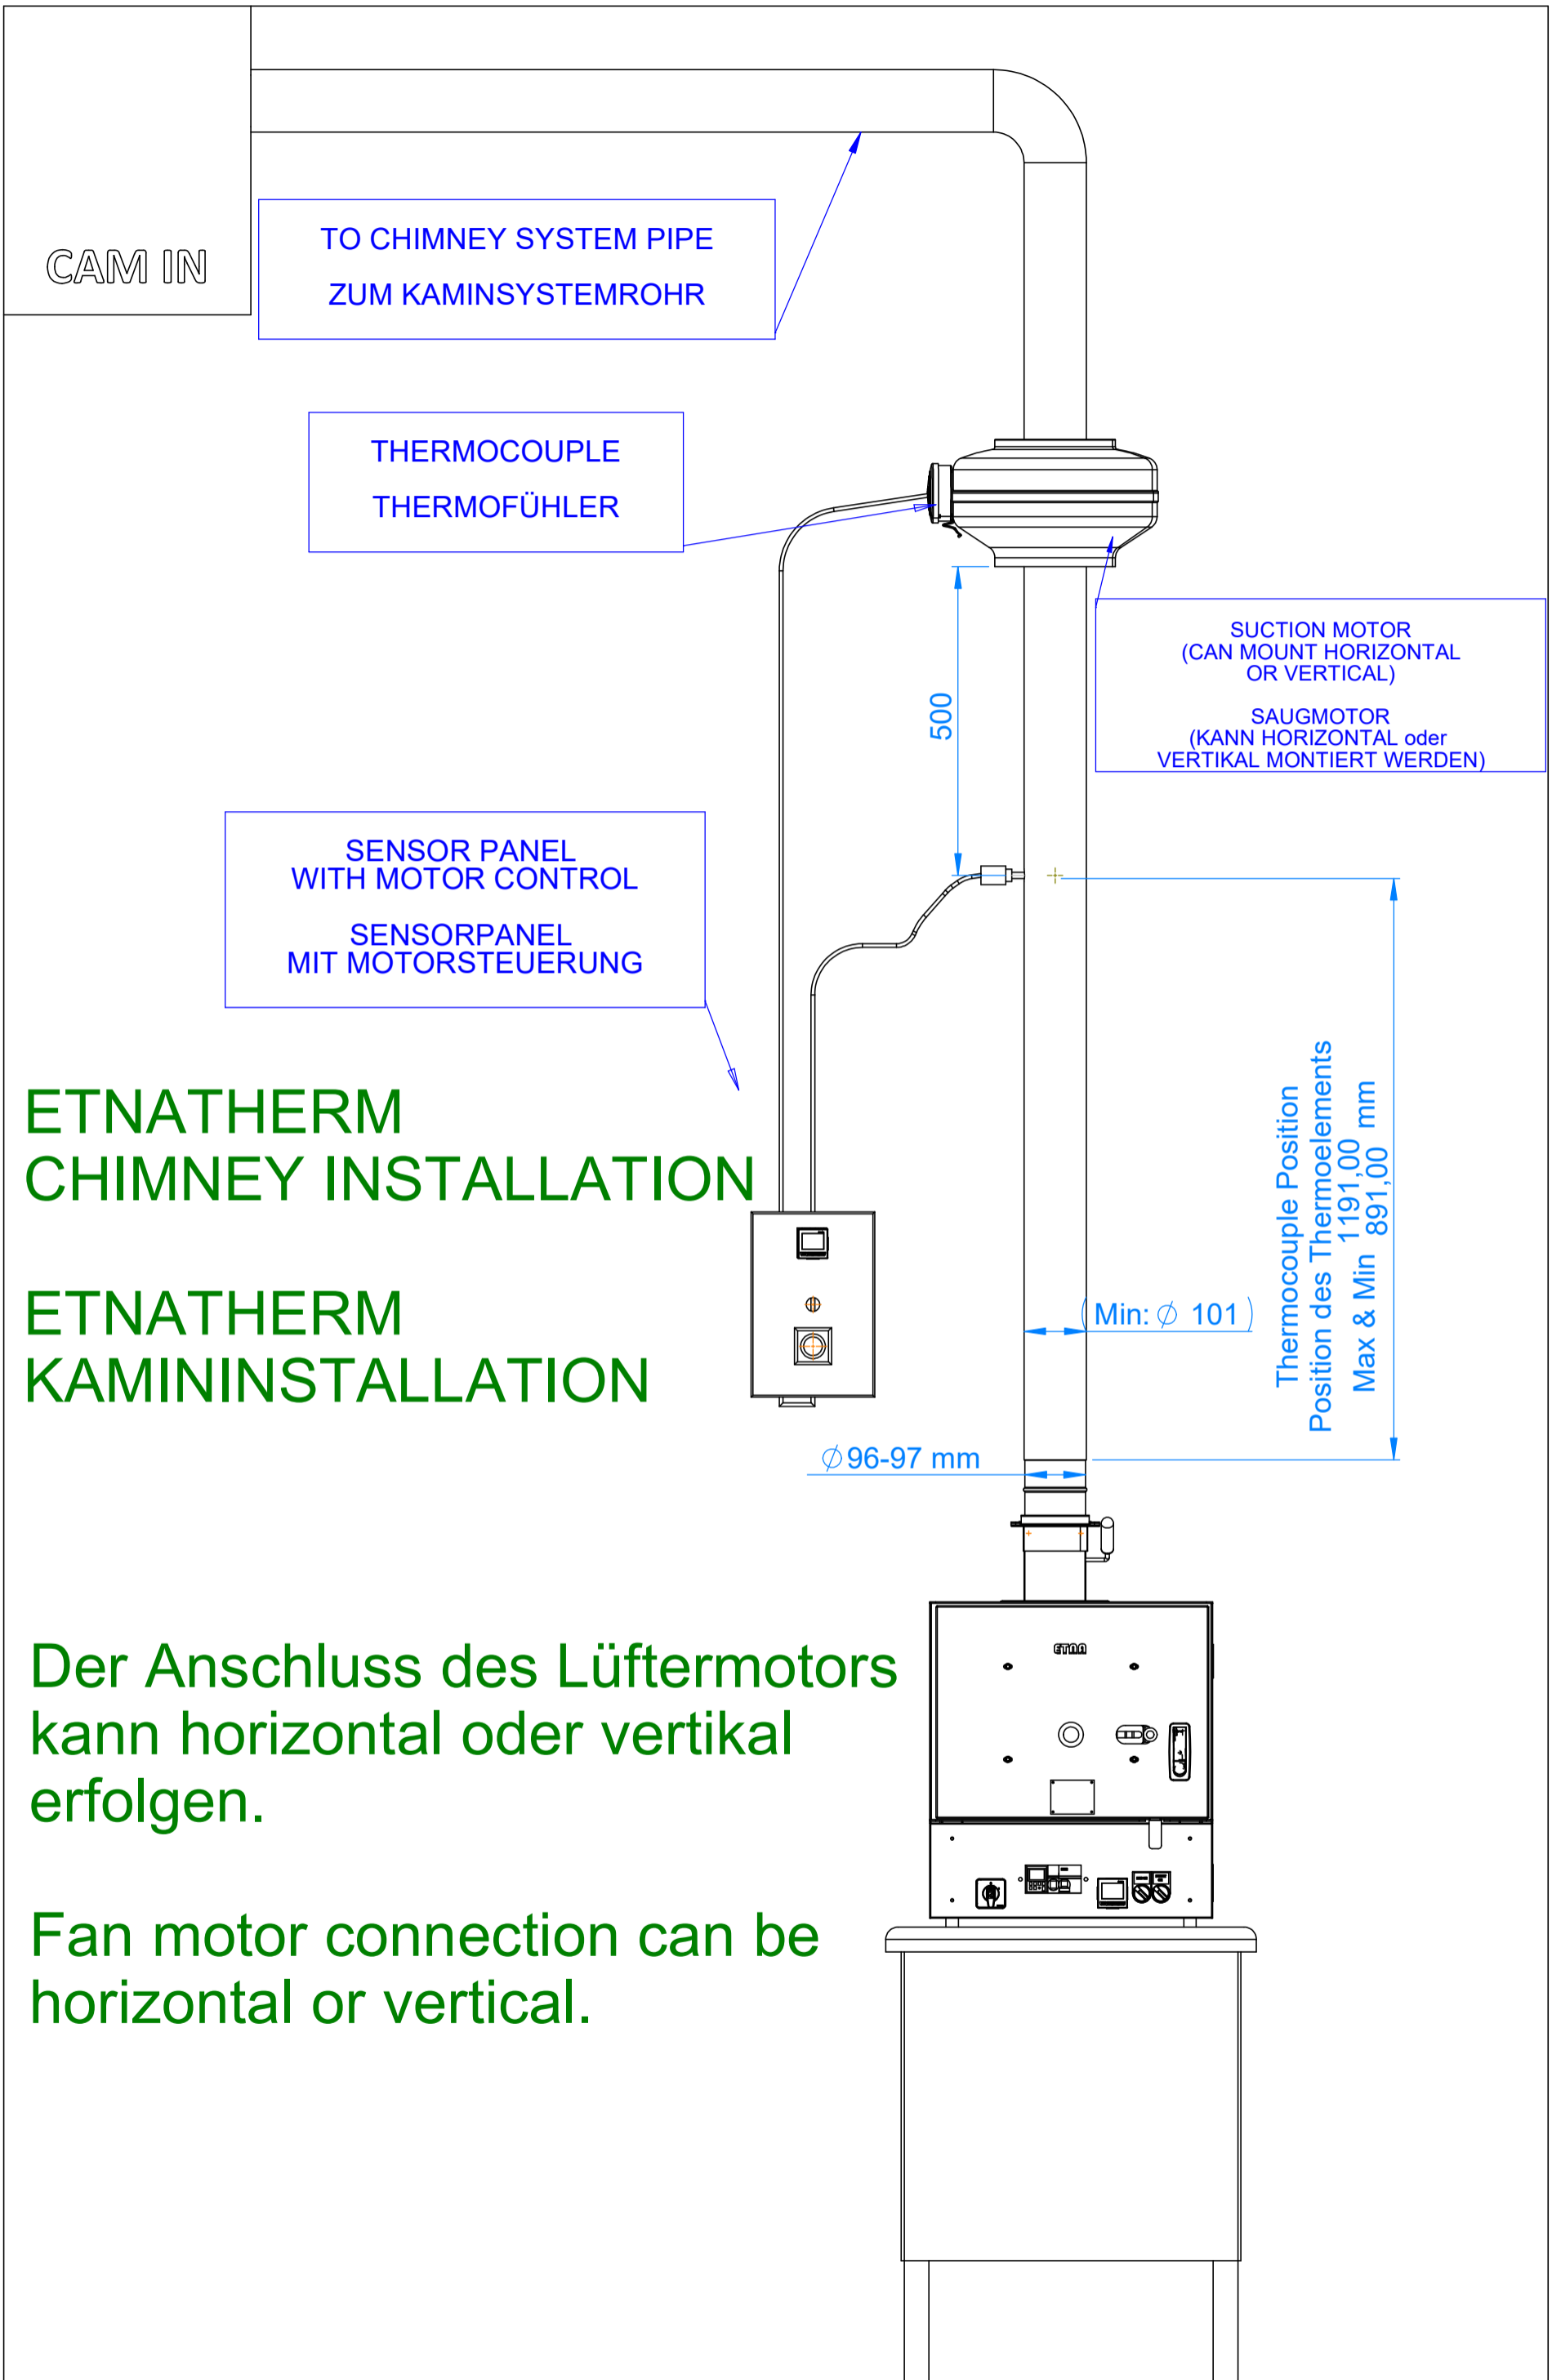 CAM IN
TO CHIMNEY SYSTEM PIPE
ZUM KAMINSYSTEMROHR
THERMOCOUPLE
THERMOFÜHLER
SUCTION MOTOR
(CAN MOUNT HORIZONTAL
OR VERTICAL)
SAUGMOTOR
(KANN HORIZONTAL oder
VERTIKAL MONTIERT WERDEN)
500
SENSOR PANEL
WITH MOTOR CONTROL
SENSORPANEL
MIT MOTORSTEUERUNG
ETNATHERM
CHIMNEY INSTALLATION
ETNATHERM
KAMININSTALLATION
Thermocouple Position
Position des Thermoelements
Max & Min 1191,00 891,00 mm
(Min: ∅ 101)
∅96-97 mm
ETNA
Der Anschluss des Lüftermotors
kann horizontal oder vertikal
erfolgen.
Fan motor connection can be
horizontal or vertical.